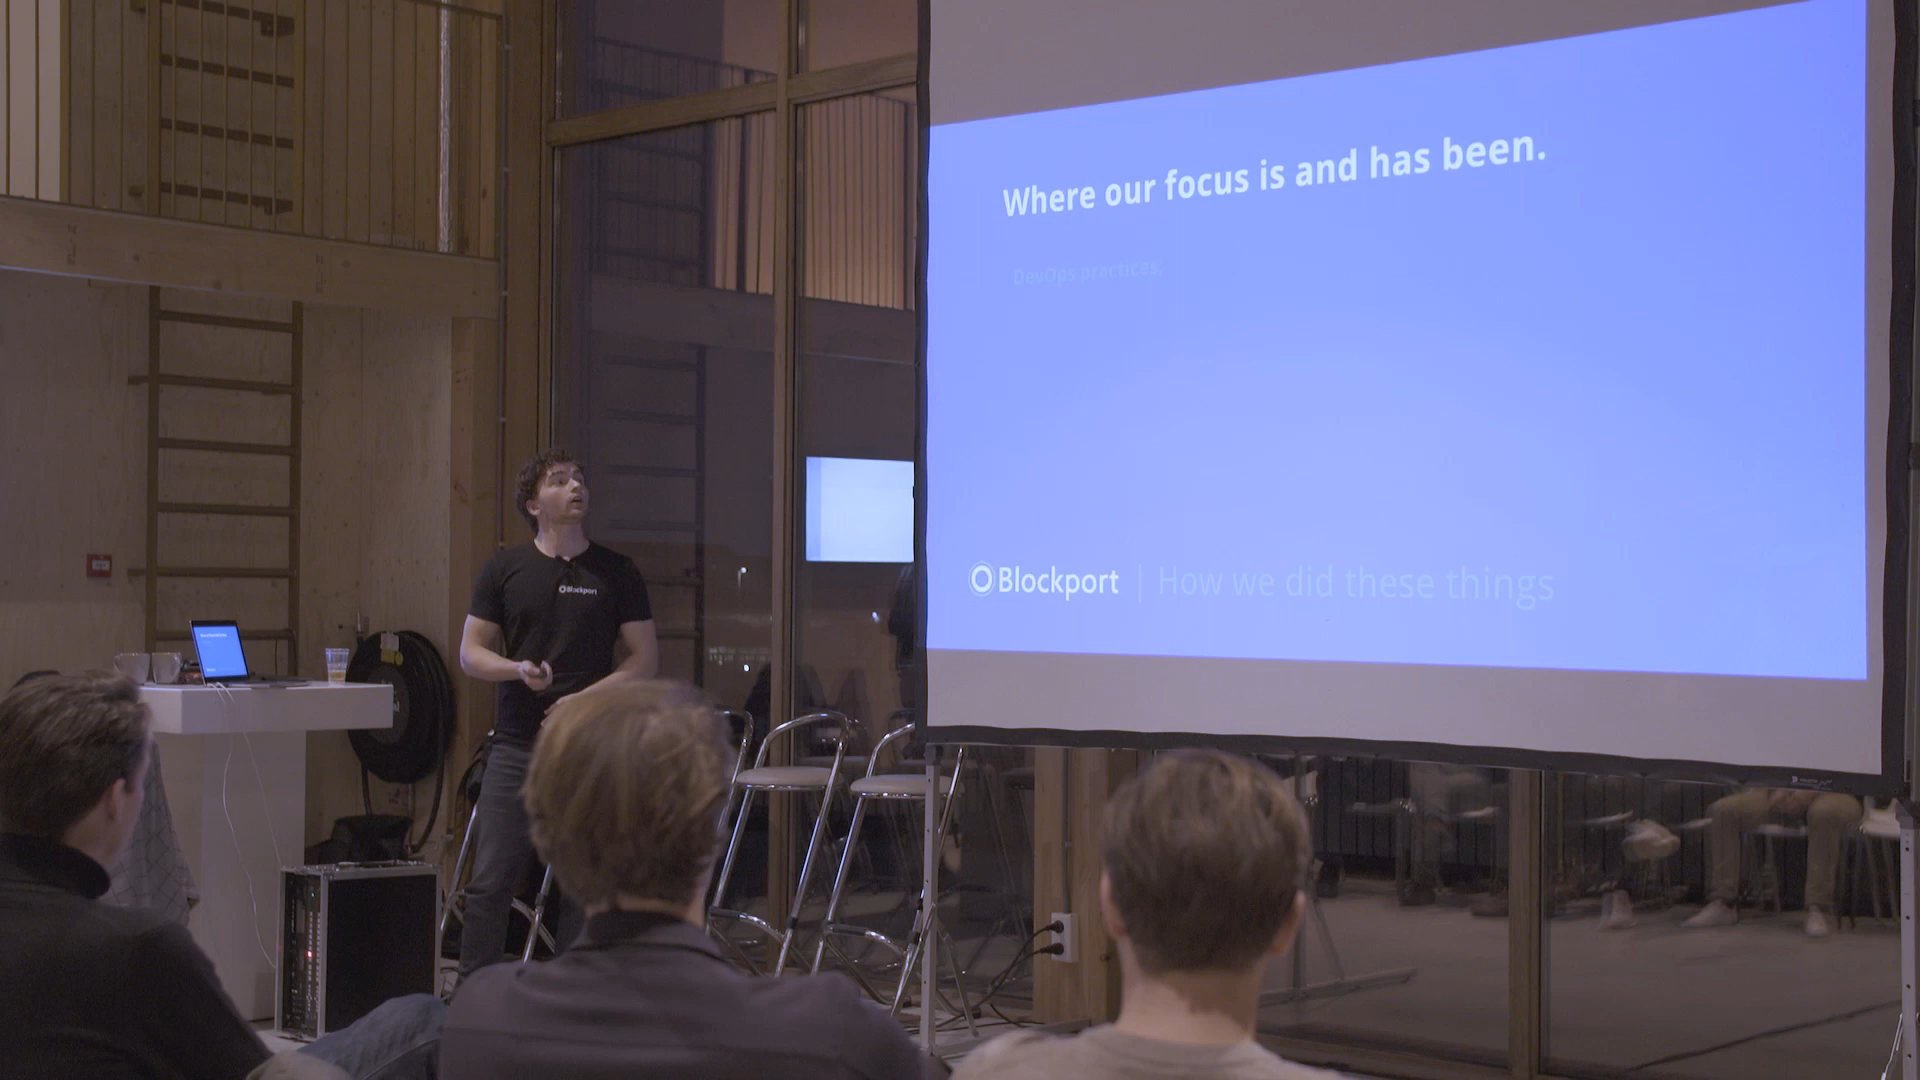 Where our focus is and has been.
DevOps practices;
Blockport | How we did these things
Blockport